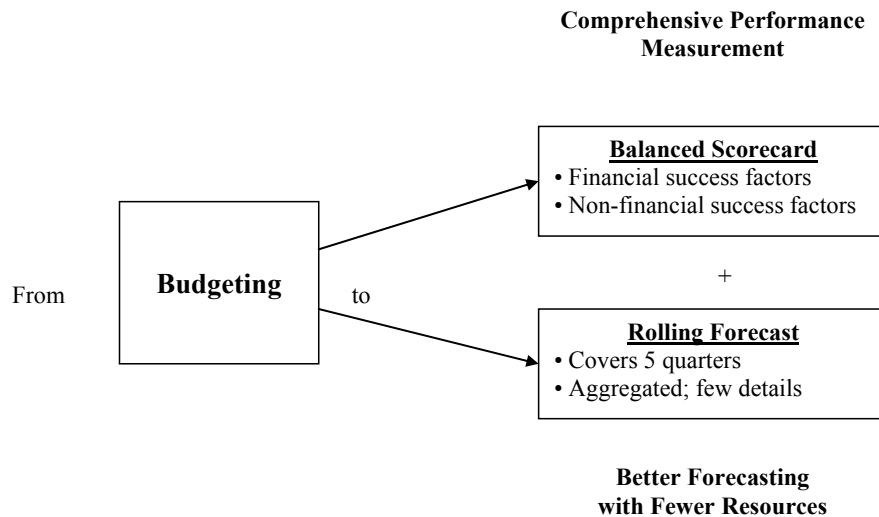 Comprehensive Performance
Measurement
Balanced Scorecard
• Financial success factors
• Non-financial success factors
From
Budgeting
to
+
Rolling Forecast
• Covers 5 quarters
• Aggregated; few details
Better Forecasting
with Fewer Resources